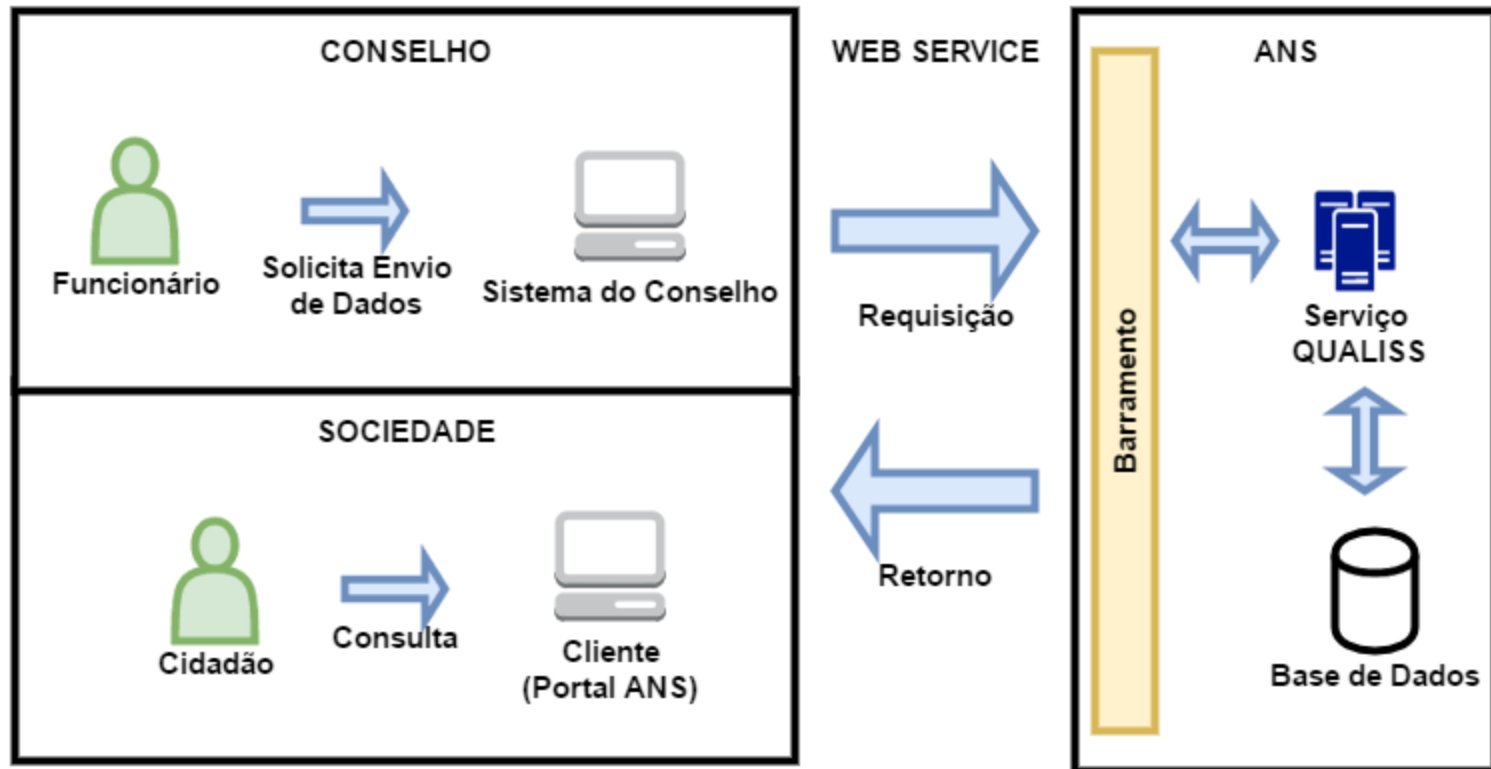 CONSELHO
Funcionário
Solicita Envio
de Dados
Sistema do Conselho
SOCIEDADE
Cidadão
Consulta
Cliente
(Portal ANS)
WEB SERVICE
Requisição
Retorno
ANS
Barramento
Serviço
QUALISS
Base de Dados